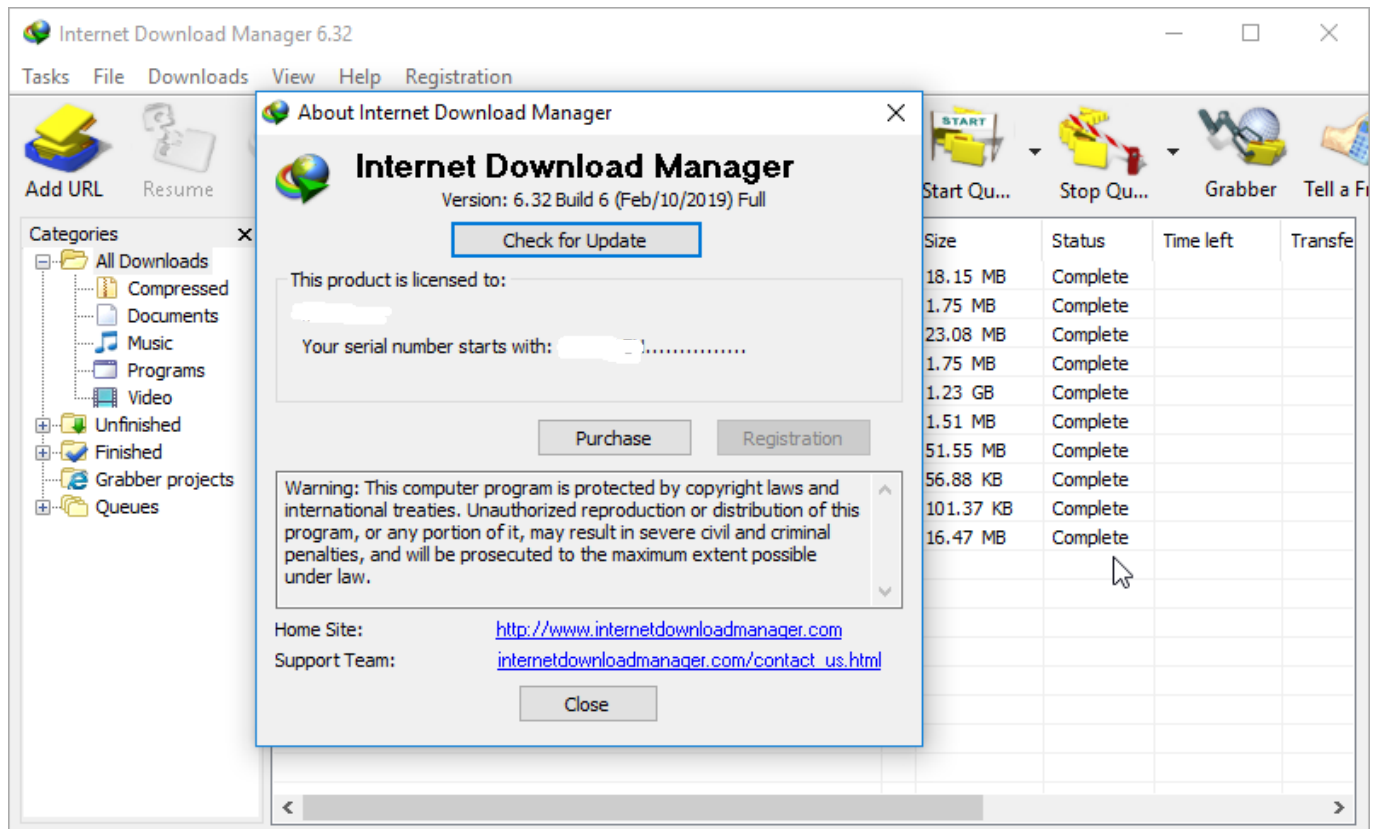 Internet Download Manager 6.32
Tasks File Downloads View Help Registration
Add URL
Resume
Start Qu...
Stop Qu...
Grabber
Tell a Fr
START
About Internet Download Manager
Internet Download Manager
Version: 6.32 Build 6 (Feb/10/2019) Full
Check for Update
This product is licensed to:
Your serial number starts with: ...............
Purchase
Registration
Warning: This computer program is protected by copyright laws and
international treaties. Unauthorized reproduction or distribution of this
program, or any portion of it, may result in severe civil and criminal
penalties, and will be prosecuted to the maximum extent possible
under law.
Home Site: http://www.internetdownloadmanager.com
Support Team: internetdownloadmanager.com/contact_us.html
Close
Categories
All Downloads
Compressed
Documents
Music
Programs
Video
Unfinished
Finished
Grabber projects
Queues
Size Status Time left Transfe
18.15 MB Complete
1.75 MB Complete
23.08 MB Complete
1.75 MB Complete
1.23 GB Complete
1.51 MB Complete
51.55 MB Complete
56.88 KB Complete
101.37 KB Complete
16.47 MB Complete